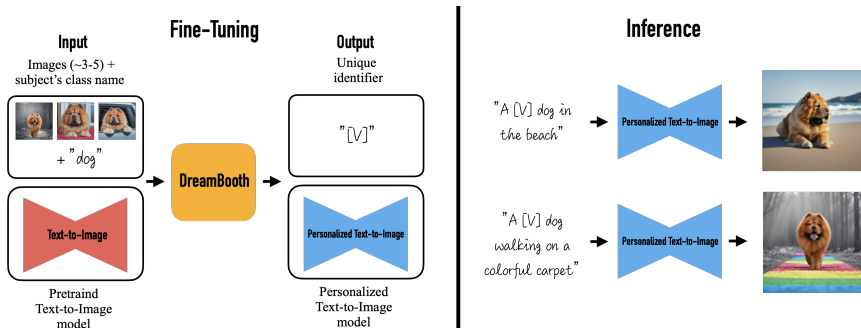 Fine-Tuning
Input
Images (~3-5) +
subject's class name
+ "dog"
Text-to-Image
Pretraind
Text-to-Image
model
DreamBooth
Output
Unique
identifier
"[V]"
Personalized Text-to-Image
Personalized
Text-to-Image
model
Inference
"A [V] dog in
the beach"
Personalized Text-to-Image
"A [V] dog
walking on a
colorful carpet"
Personalized Text-to-Image